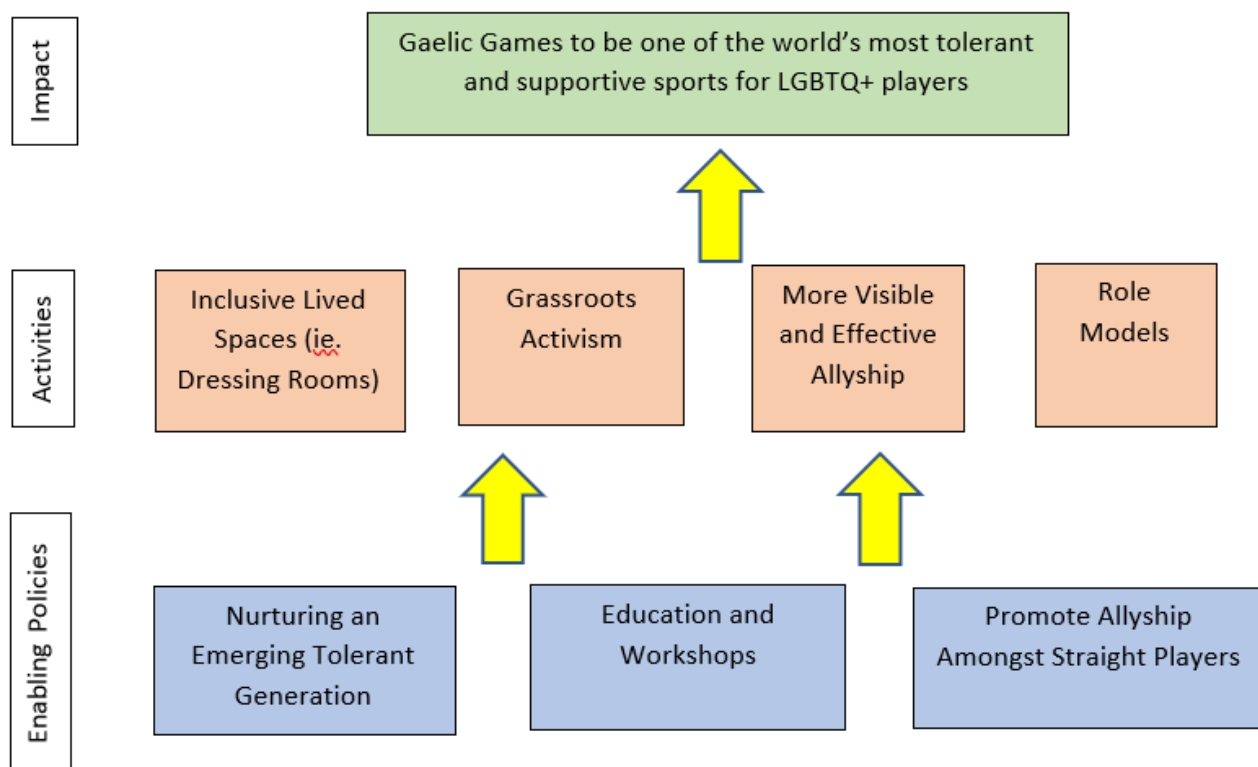 Impact
Gaelic Games to be one of the world’s most tolerant
and supportive sports for LGBTQ+ players
Activities
Inclusive Lived
Spaces (ie.
Dressing Rooms)
Grassroots
Activism
More Visible
and Effective
Allyship
Role
Models
Enabling Policies
Nurturing an
Emerging Tolerant
Generation
Education and
Workshops
Promote Allyship
Amongst Straight Players